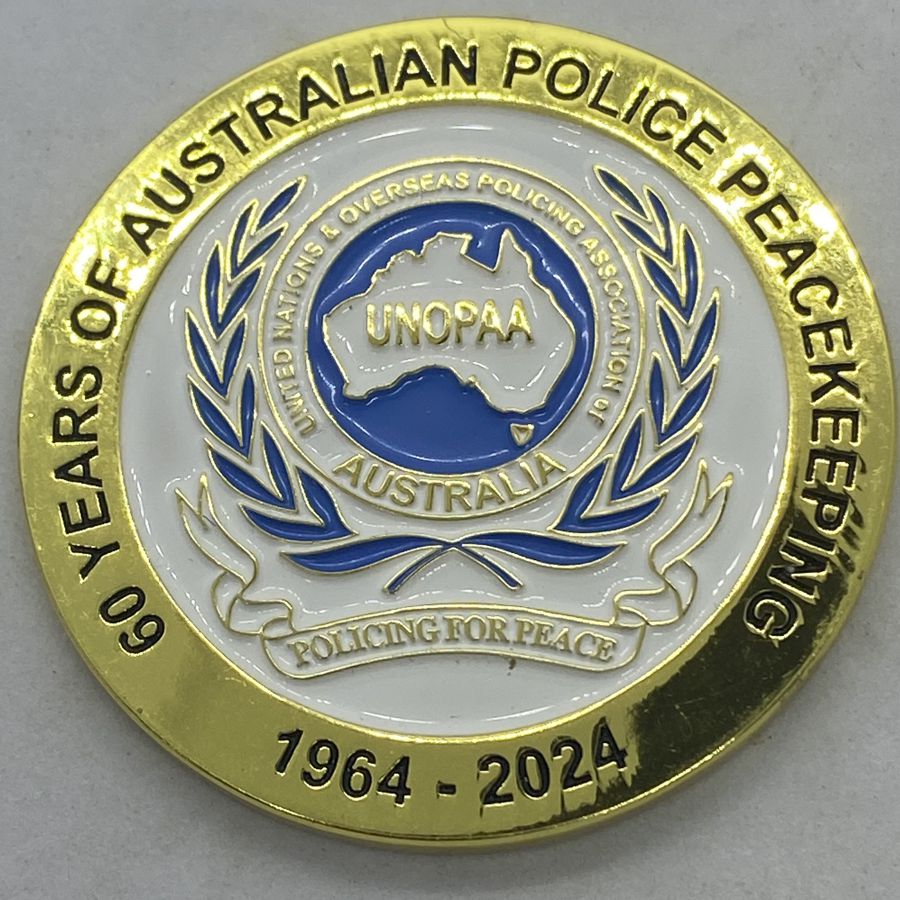 60 YEARS OF AUSTRALIAN POLICE PEACEKEEPING
UNITED NATIONS & OVERSEAS POLICING ASSOCIATION of
AUSTRALIA
UNOPAA
POLICING FOR PEACE
1964 - 2024